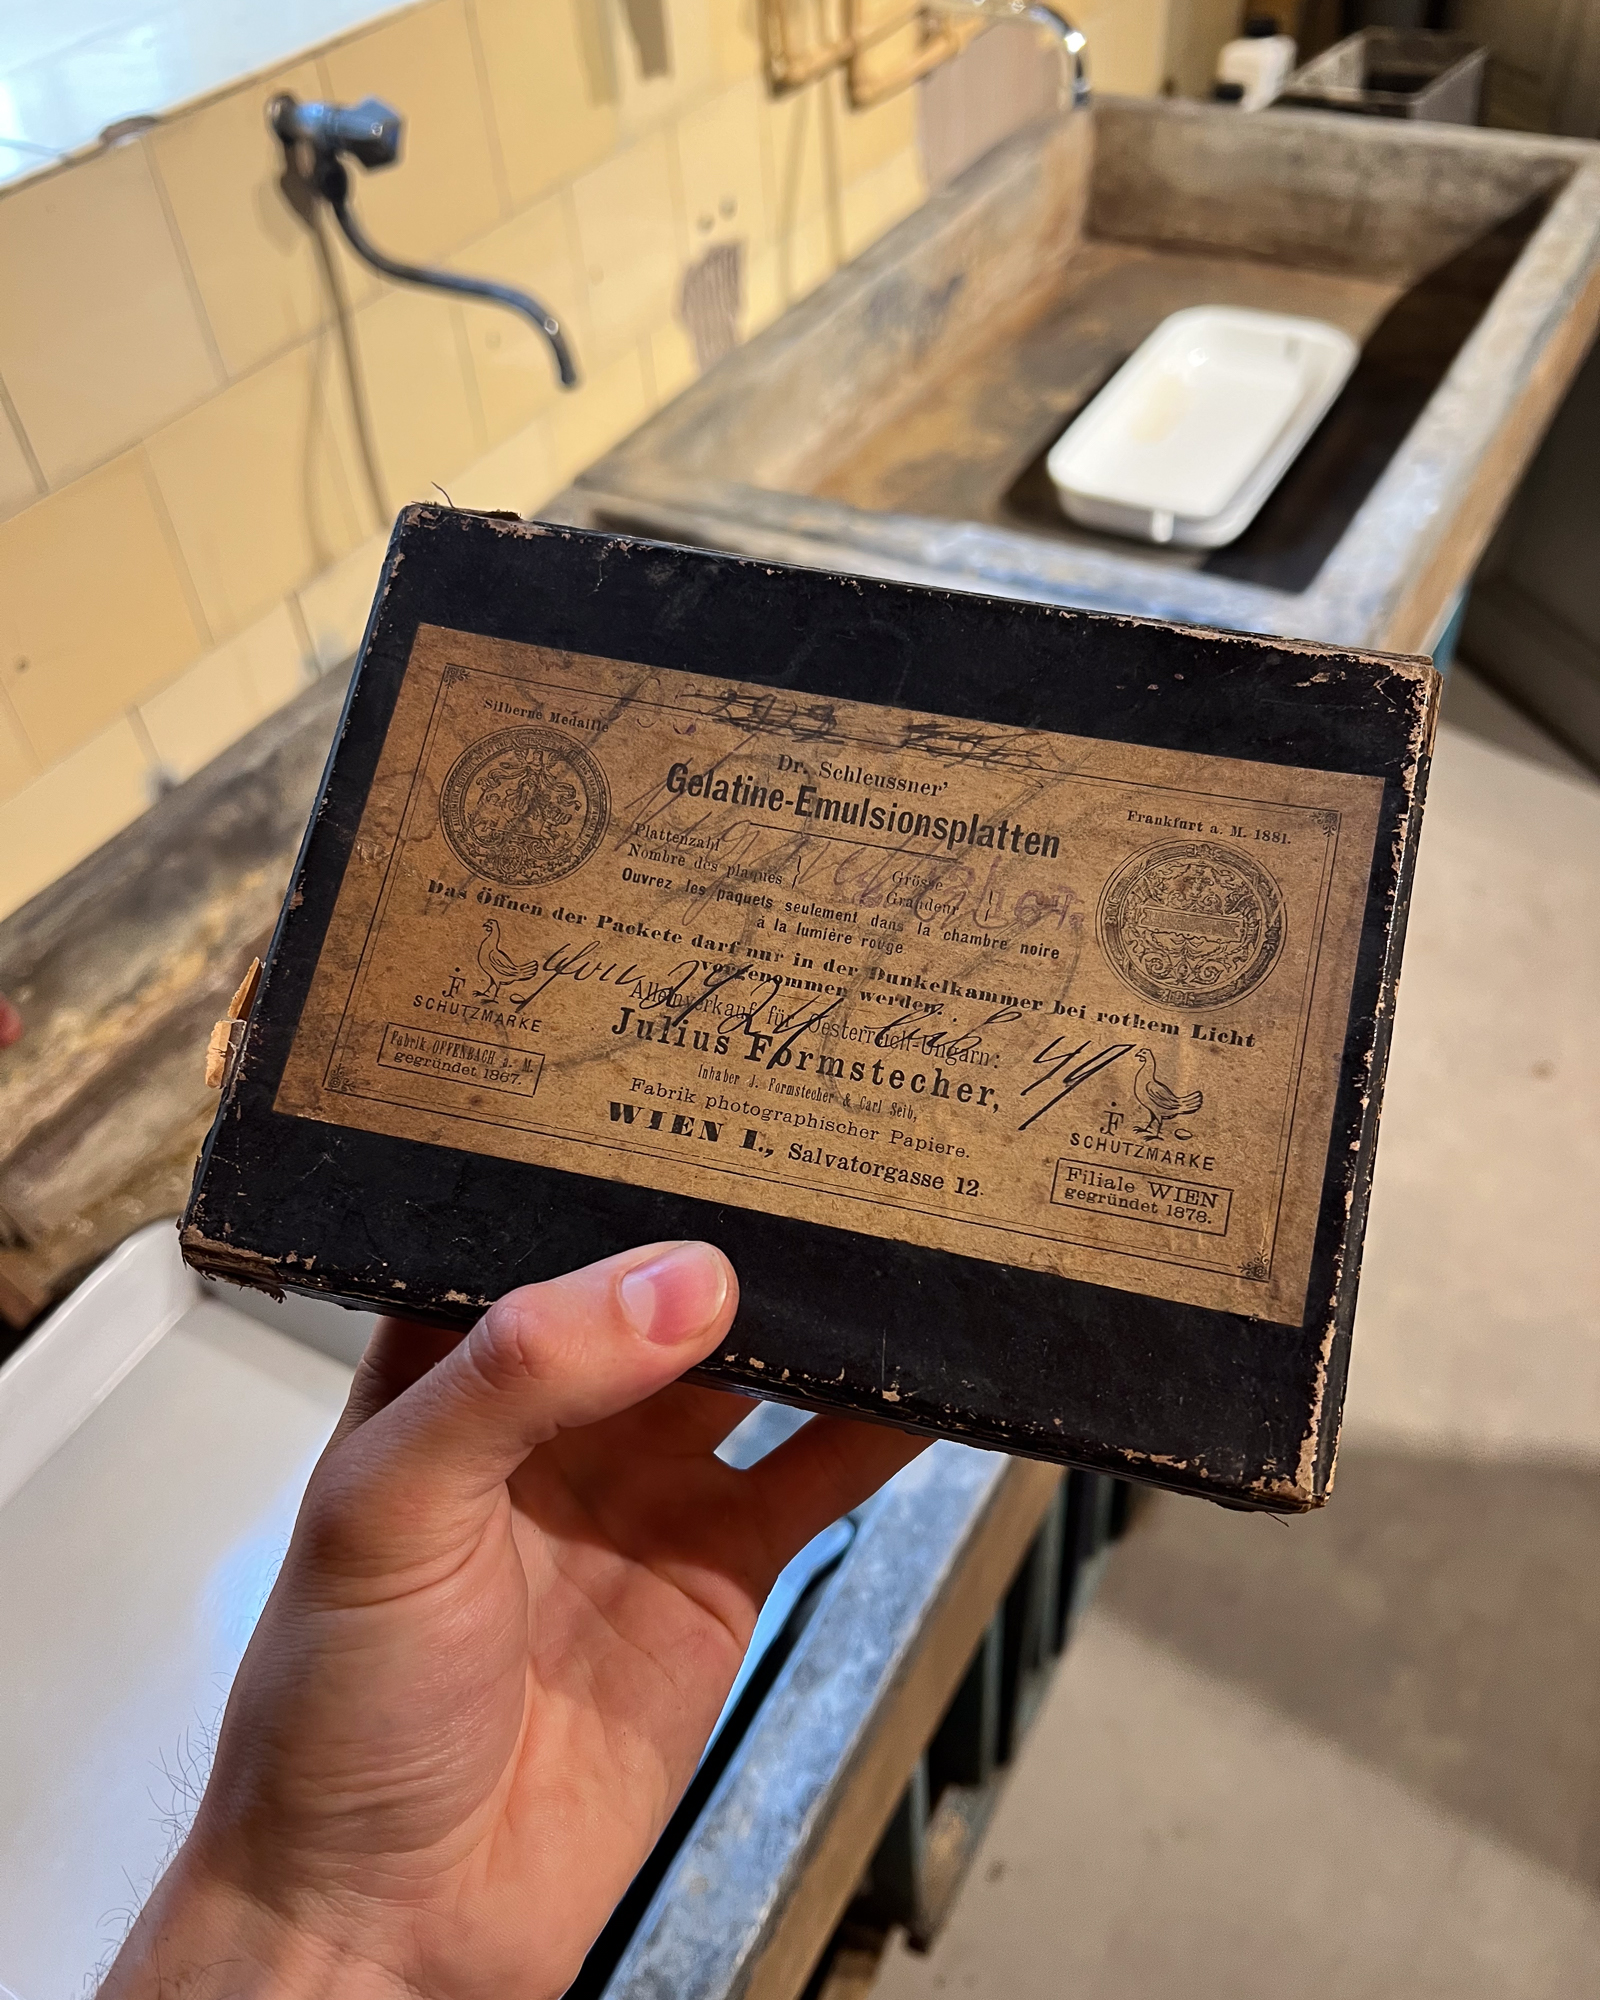 Silberne Medaille
Frankfurt a. M. 1881.
Dr. Schleussner'
Gelatine-Emulsionsplatten
Plattenzahl
Nombre des plaques
Grösse
Grandeur
Ouvrez les paquets seulement dans la chambre noire
à la lumière rouge
Das Öffnen der Packete darf nur in der Dunkelkammer bei rothem Licht
vorgenommen werden.
Alleinverkauf für Oesterreich-Ungarn:
Julius Formstecher,
Inhaber J. Formstecher & Carl Seib,
Fabrik photographischer Papiere.
WIEN I., Salvatorgasse 12.
J F
SCHUTZMARKE
Fabrik OFFENBACH a. M.
gegründet 1867.
J F
SCHUTZMARKE
Filiale WIEN
gegründet 1878.